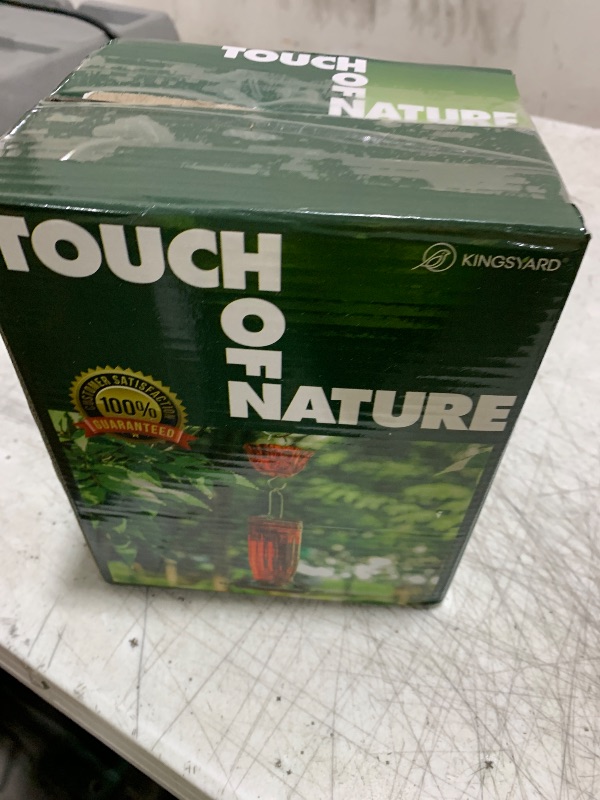 TOUCH
OF
NATURE
TOUCH
OF
NATURE
KINGSYARD®
CUSTOMER SATISFACTION
100%
GUARANTEED